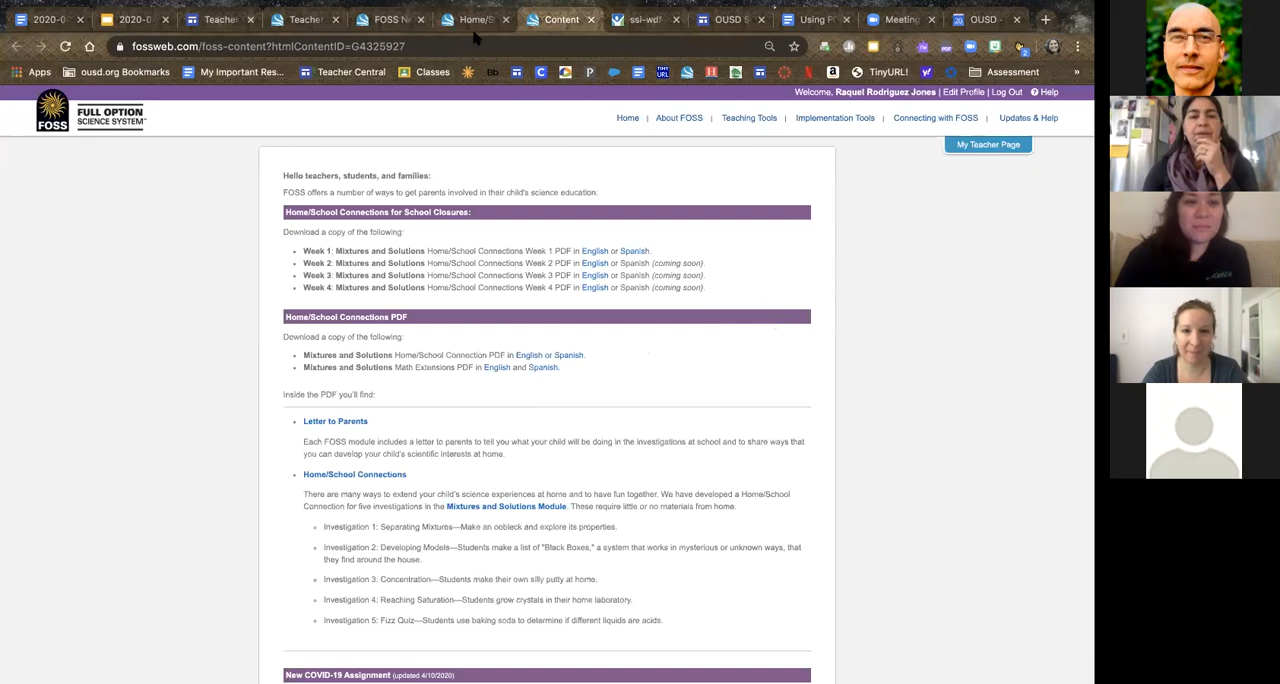 2020-0
2020-0
Teacher
Teacher
FOSS N
Home/S
Content
ssi-wdf
OUSD S
Using F
Meeting
OUSD -
fossweb.com/foss-content?htmlContentID=G4325927
Apps
ousd.org Bookmarks
My Important Res...
Teacher Central
Classes
TinyURL!
Assessment
»
Welcome, Raquel Rodriguez Jones | Edit Profile | Log Out | Help
FOSS
FULL OPTION
SCIENCE SYSTEM
Home | About FOSS | Teaching Tools | Implementation Tools | Connecting with FOSS | Updates & Help
My Teacher Page
Hello teachers, students, and families:
FOSS offers a number of ways to get parents involved in their child's science education.
Home/School Connections for School Closures:
Download a copy of the following:
Week 1: Mixtures and Solutions Home/School Connections Week 1 PDF in English or Spanish.
Week 2: Mixtures and Solutions Home/School Connections Week 2 PDF in English or Spanish (coming soon).
Week 3: Mixtures and Solutions Home/School Connections Week 3 PDF in English or Spanish (coming soon).
Week 4: Mixtures and Solutions Home/School Connections Week 4 PDF in English or Spanish (coming soon).
Home/School Connections PDF
Download a copy of the following:
Mixtures and Solutions Home/School Connection PDF in English or Spanish.
Mixtures and Solutions Math Extensions PDF in English and Spanish.
Inside the PDF you'll find:
Letter to Parents
Each FOSS module includes a letter to parents to tell you what your child will be doing in the investigations at school and to share ways that
you can develop your child's scientific interests at home.
Home/School Connections
There are many ways to extend your child's science experiences at home and to have fun together. We have developed a Home/School
Connection for five investigations in the Mixtures and Solutions Module. These require little or no materials from home.
Investigation 1: Separating Mixtures—Make an oobleck and explore its properties.
Investigation 2: Developing Models—Students make a list of "Black Boxes," a system that works in mysterious or unknown ways, that
they find around the house.
Investigation 3: Concentration—Students make their own silly putty at home.
Investigation 4: Reaching Saturation—Students grow crystals in their home laboratory.
Investigation 5: Fizz Quiz—Students use baking soda to determine if different liquids are acids.
New COVID-19 Assignment (updated 4/10/2020)